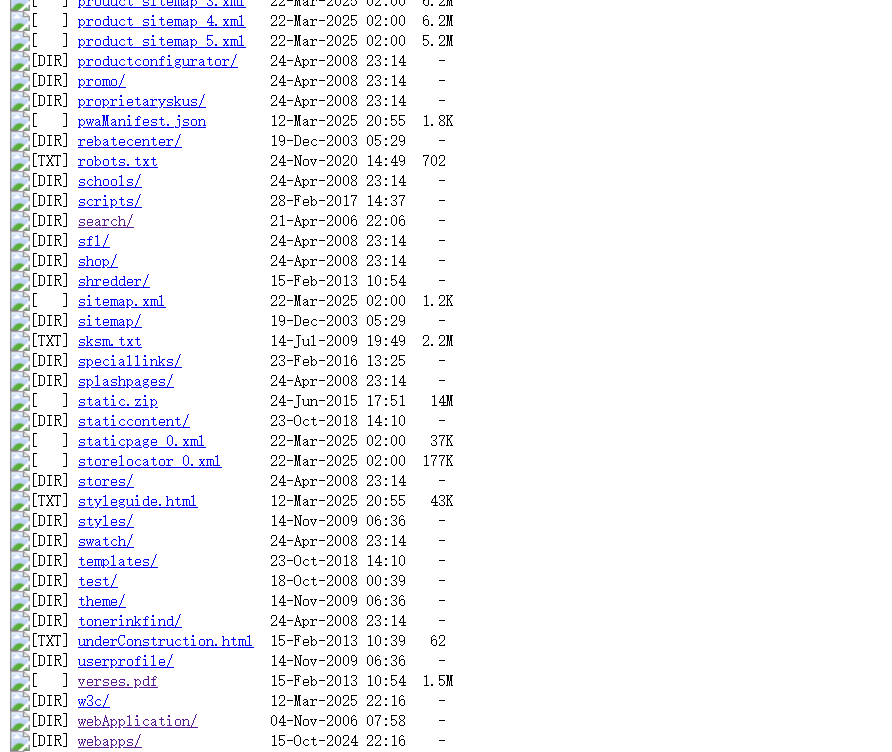 [   ] product_sitemap_3.xml 22-Mar-2025 02:00 6.2M
[   ] product_sitemap_4.xml 22-Mar-2025 02:00 6.2M
[   ] product_sitemap_5.xml 22-Mar-2025 02:00 5.2M
[DIR] productconfigurator/ 24-Apr-2008 23:14 -
[DIR] promo/ 24-Apr-2008 23:14 -
[DIR] proprietaryskus/ 24-Apr-2008 23:14 -
[   ] pwaManifest.json 12-Mar-2025 20:55 1.8K
[DIR] rebatecenter/ 19-Dec-2003 05:29 -
[TXT] robots.txt 24-Nov-2020 14:49 702
[DIR] schools/ 24-Apr-2008 23:14 -
[DIR] scripts/ 28-Feb-2017 14:37 -
[DIR] search/ 21-Apr-2006 22:06 -
[DIR] sf1/ 24-Apr-2008 23:14 -
[DIR] shop/ 24-Apr-2008 23:14 -
[DIR] shredder/ 15-Feb-2013 10:54 -
[   ] sitemap.xml 22-Mar-2025 02:00 1.2K
[DIR] sitemap/ 19-Dec-2003 05:29 -
[TXT] sksm.txt 14-Jul-2009 19:49 2.2M
[DIR] speciallinks/ 23-Feb-2016 13:25 -
[DIR] splashpages/ 24-Apr-2008 23:14 -
[   ] static.zip 24-Jun-2015 17:51 14M
[DIR] staticcontent/ 23-Oct-2018 14:10 -
[   ] staticpage_0.xml 22-Mar-2025 02:00 37K
[   ] storelocator_0.xml 22-Mar-2025 02:00 177K
[DIR] stores/ 24-Apr-2008 23:14 -
[TXT] styleguide.html 12-Mar-2025 20:55 43K
[DIR] styles/ 14-Nov-2009 06:36 -
[DIR] swatch/ 24-Apr-2008 23:14 -
[DIR] templates/ 23-Oct-2018 14:10 -
[DIR] test/ 18-Oct-2008 00:39 -
[DIR] theme/ 14-Nov-2009 06:36 -
[DIR] tonerinkfind/ 24-Apr-2008 23:14 -
[TXT] underConstruction.html 15-Feb-2013 10:39 62
[DIR] userprofile/ 14-Nov-2009 06:36 -
[   ] verses.pdf 15-Feb-2013 10:54 1.5M
[DIR] w3c/ 12-Mar-2025 22:16 -
[DIR] webApplication/ 04-Nov-2006 07:58 -
[DIR] webapps/ 15-Oct-2024 22:16 -